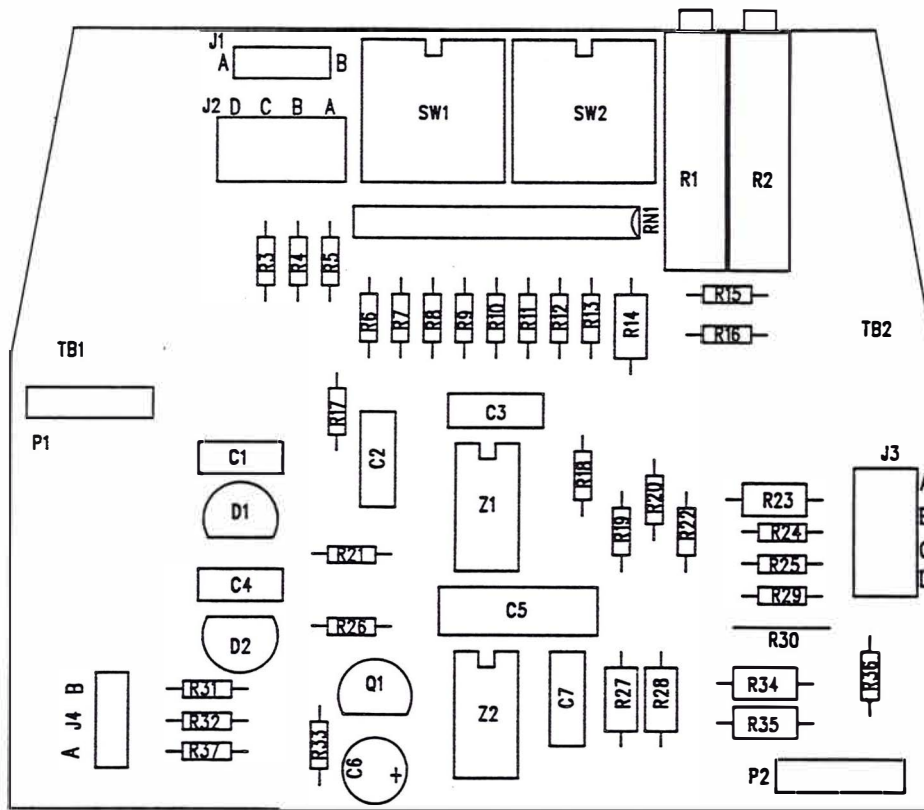 J1
A B
J2 D C B A
SW1
SW2
R1
R2
RN1
R3
R4
R5
R6
R7
R8
R9
R10
R11
R12
R13
R14
R15
R16
TB1
TB2
P1
R17
C2
C3
C1
D1
Z1
R18
R19
R20
R22
R23
R24
R25
R29
R30
J3
A
C4
D2
R21
R26
C5
Q1
Z2
C7
R27
R28
R34
R35
R36
A J4 B
R31
R32
R37
R33
C6 +
P2